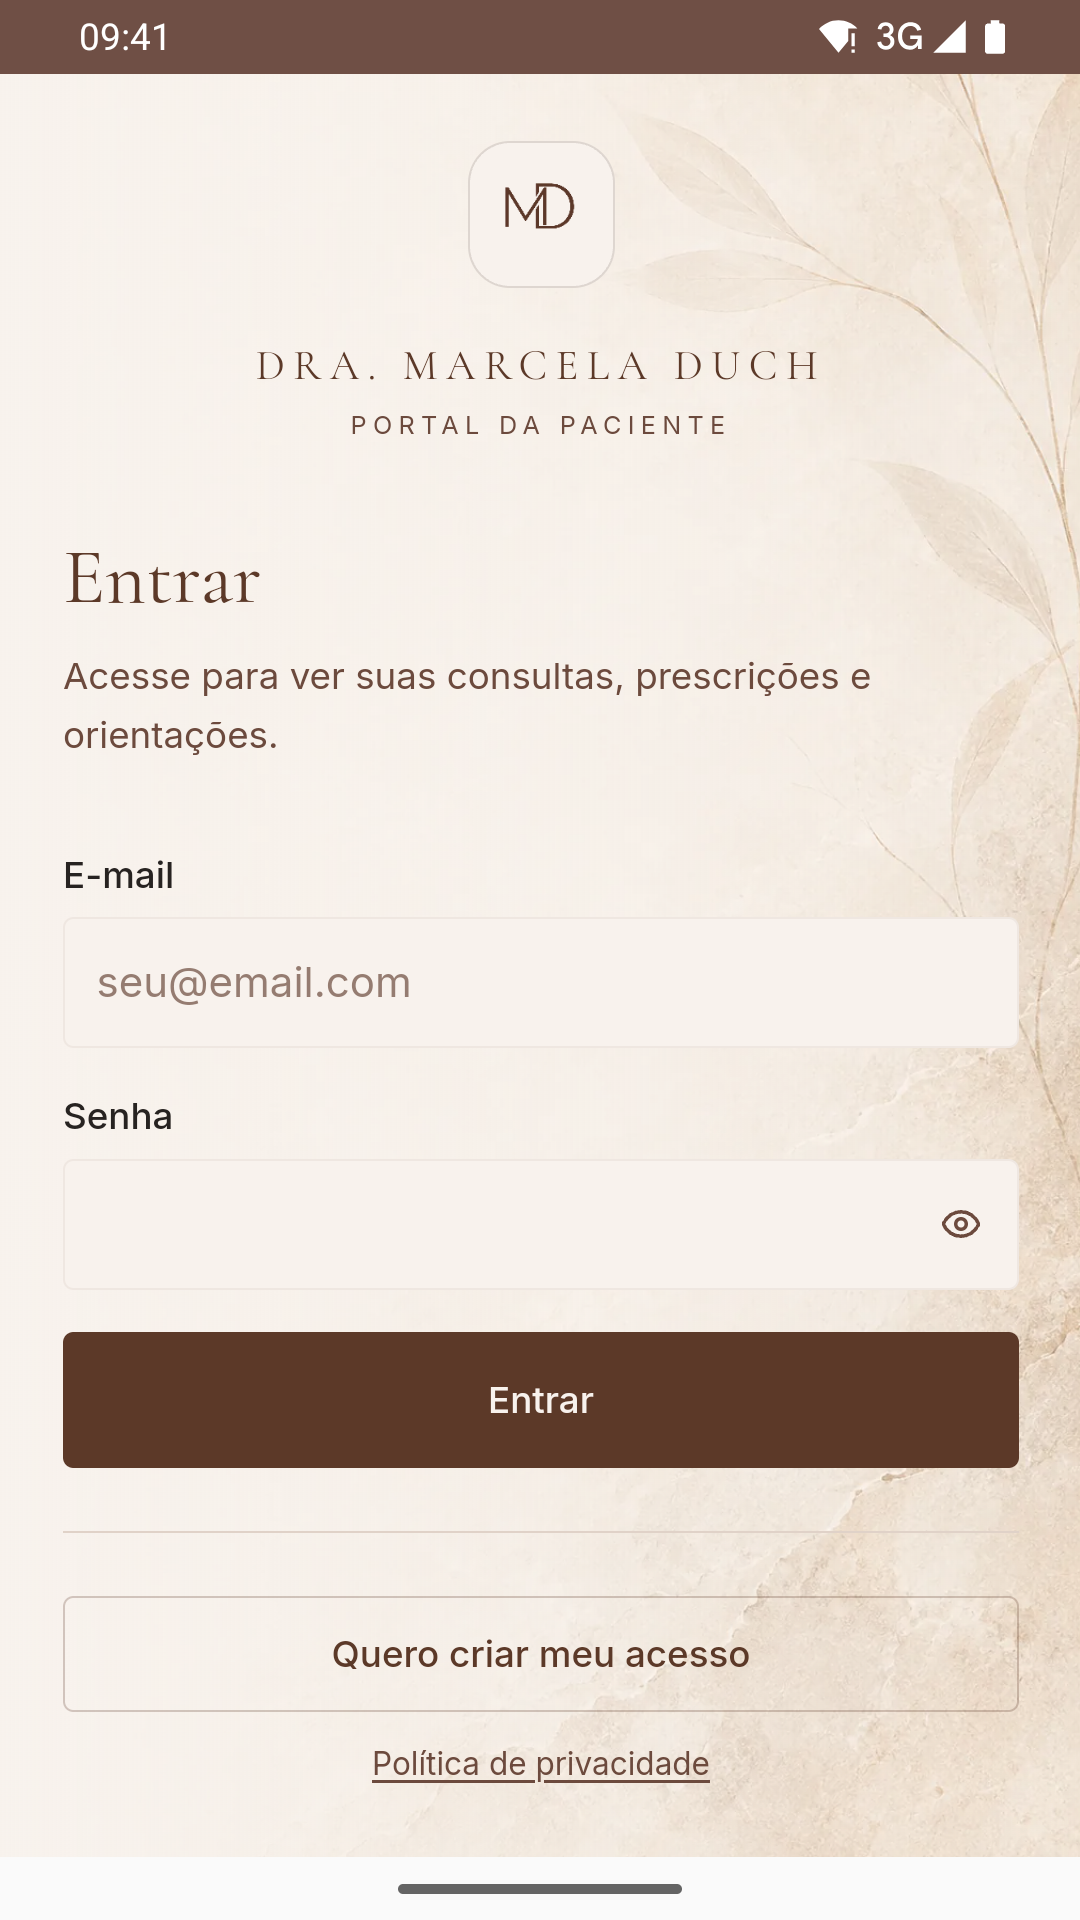 09:41
3G
MD
DRA. MARCELA DUCH
PORTAL DA PACIENTE
Entrar
Acesse para ver suas consultas, prescrições e
orientações.
E-mail
seu@email.com
Senha
Entrar
Quero criar meu acesso
Política de privacidade